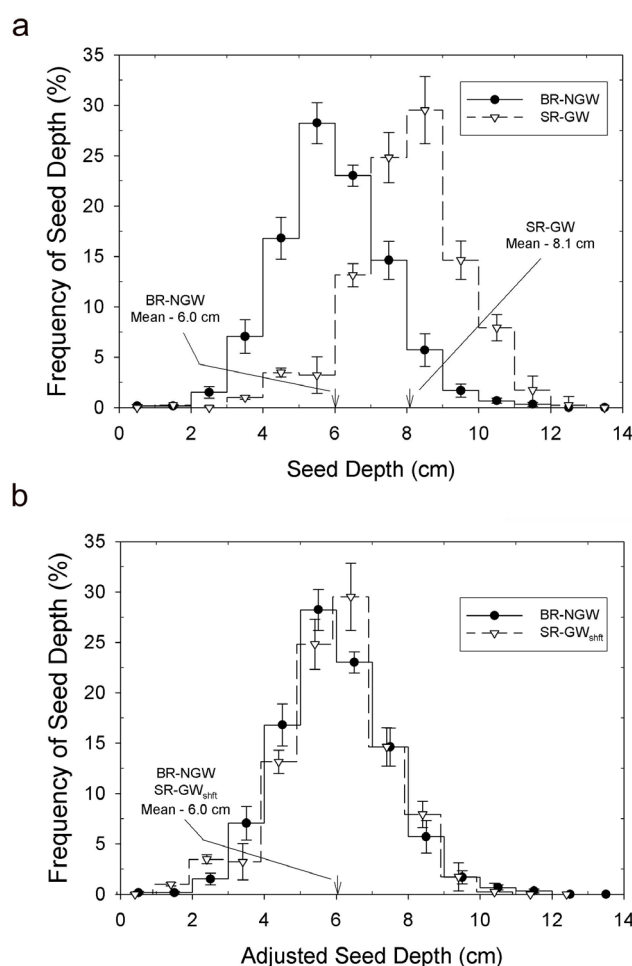 a
35
30
25
20
15
10
5
0
Frequency of Seed Depth (%)
BR-NGW
SR-GW
SR-GW
Mean - 8.1 cm
BR-NGW
Mean - 6.0 cm
0 2 4 6 8 10 12 14
Seed Depth (cm)
b
35
30
25
20
15
10
5
0
Frequency of Seed Depth (%)
BR-NGW
SR-GWshft
BR-NGW
SR-GWshft
Mean - 6.0 cm
0 2 4 6 8 10 12 14
Adjusted Seed Depth (cm)